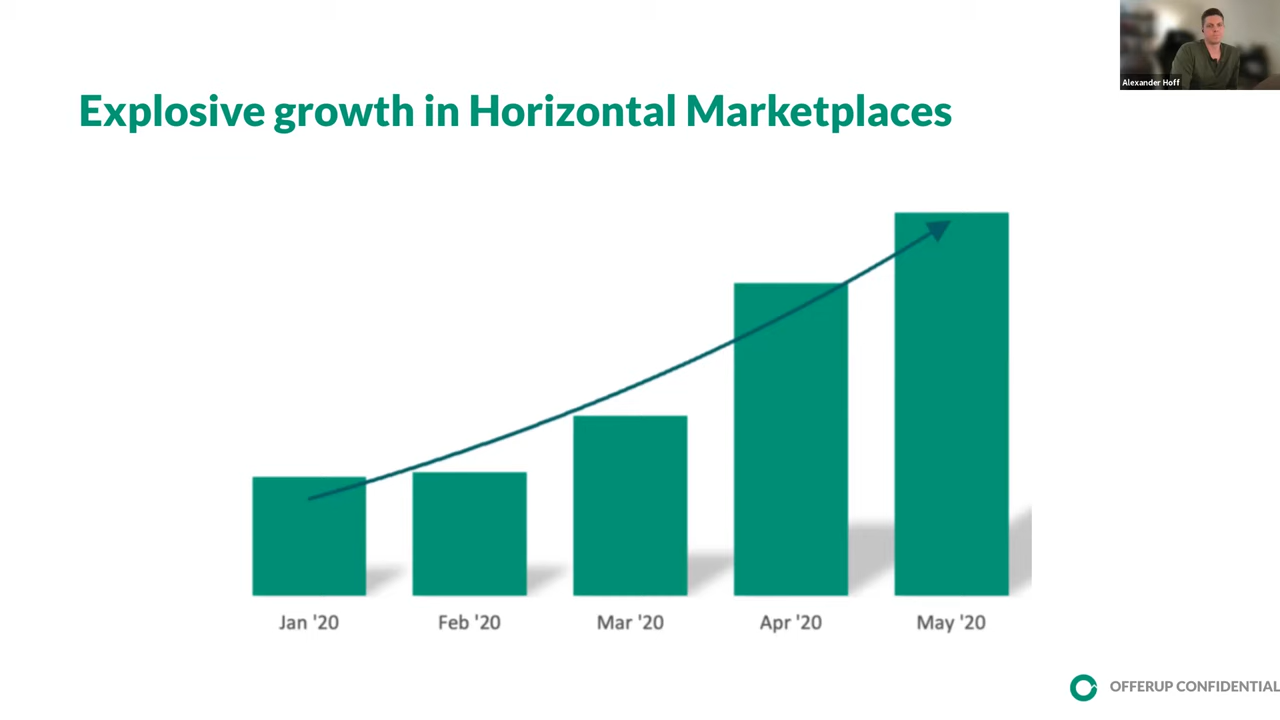 Alexander Hoff
Explosive growth in Horizontal Marketplaces
Jan '20 Feb '20 Mar '20 Apr '20 May '20
OFFERUP CONFIDENTIAL